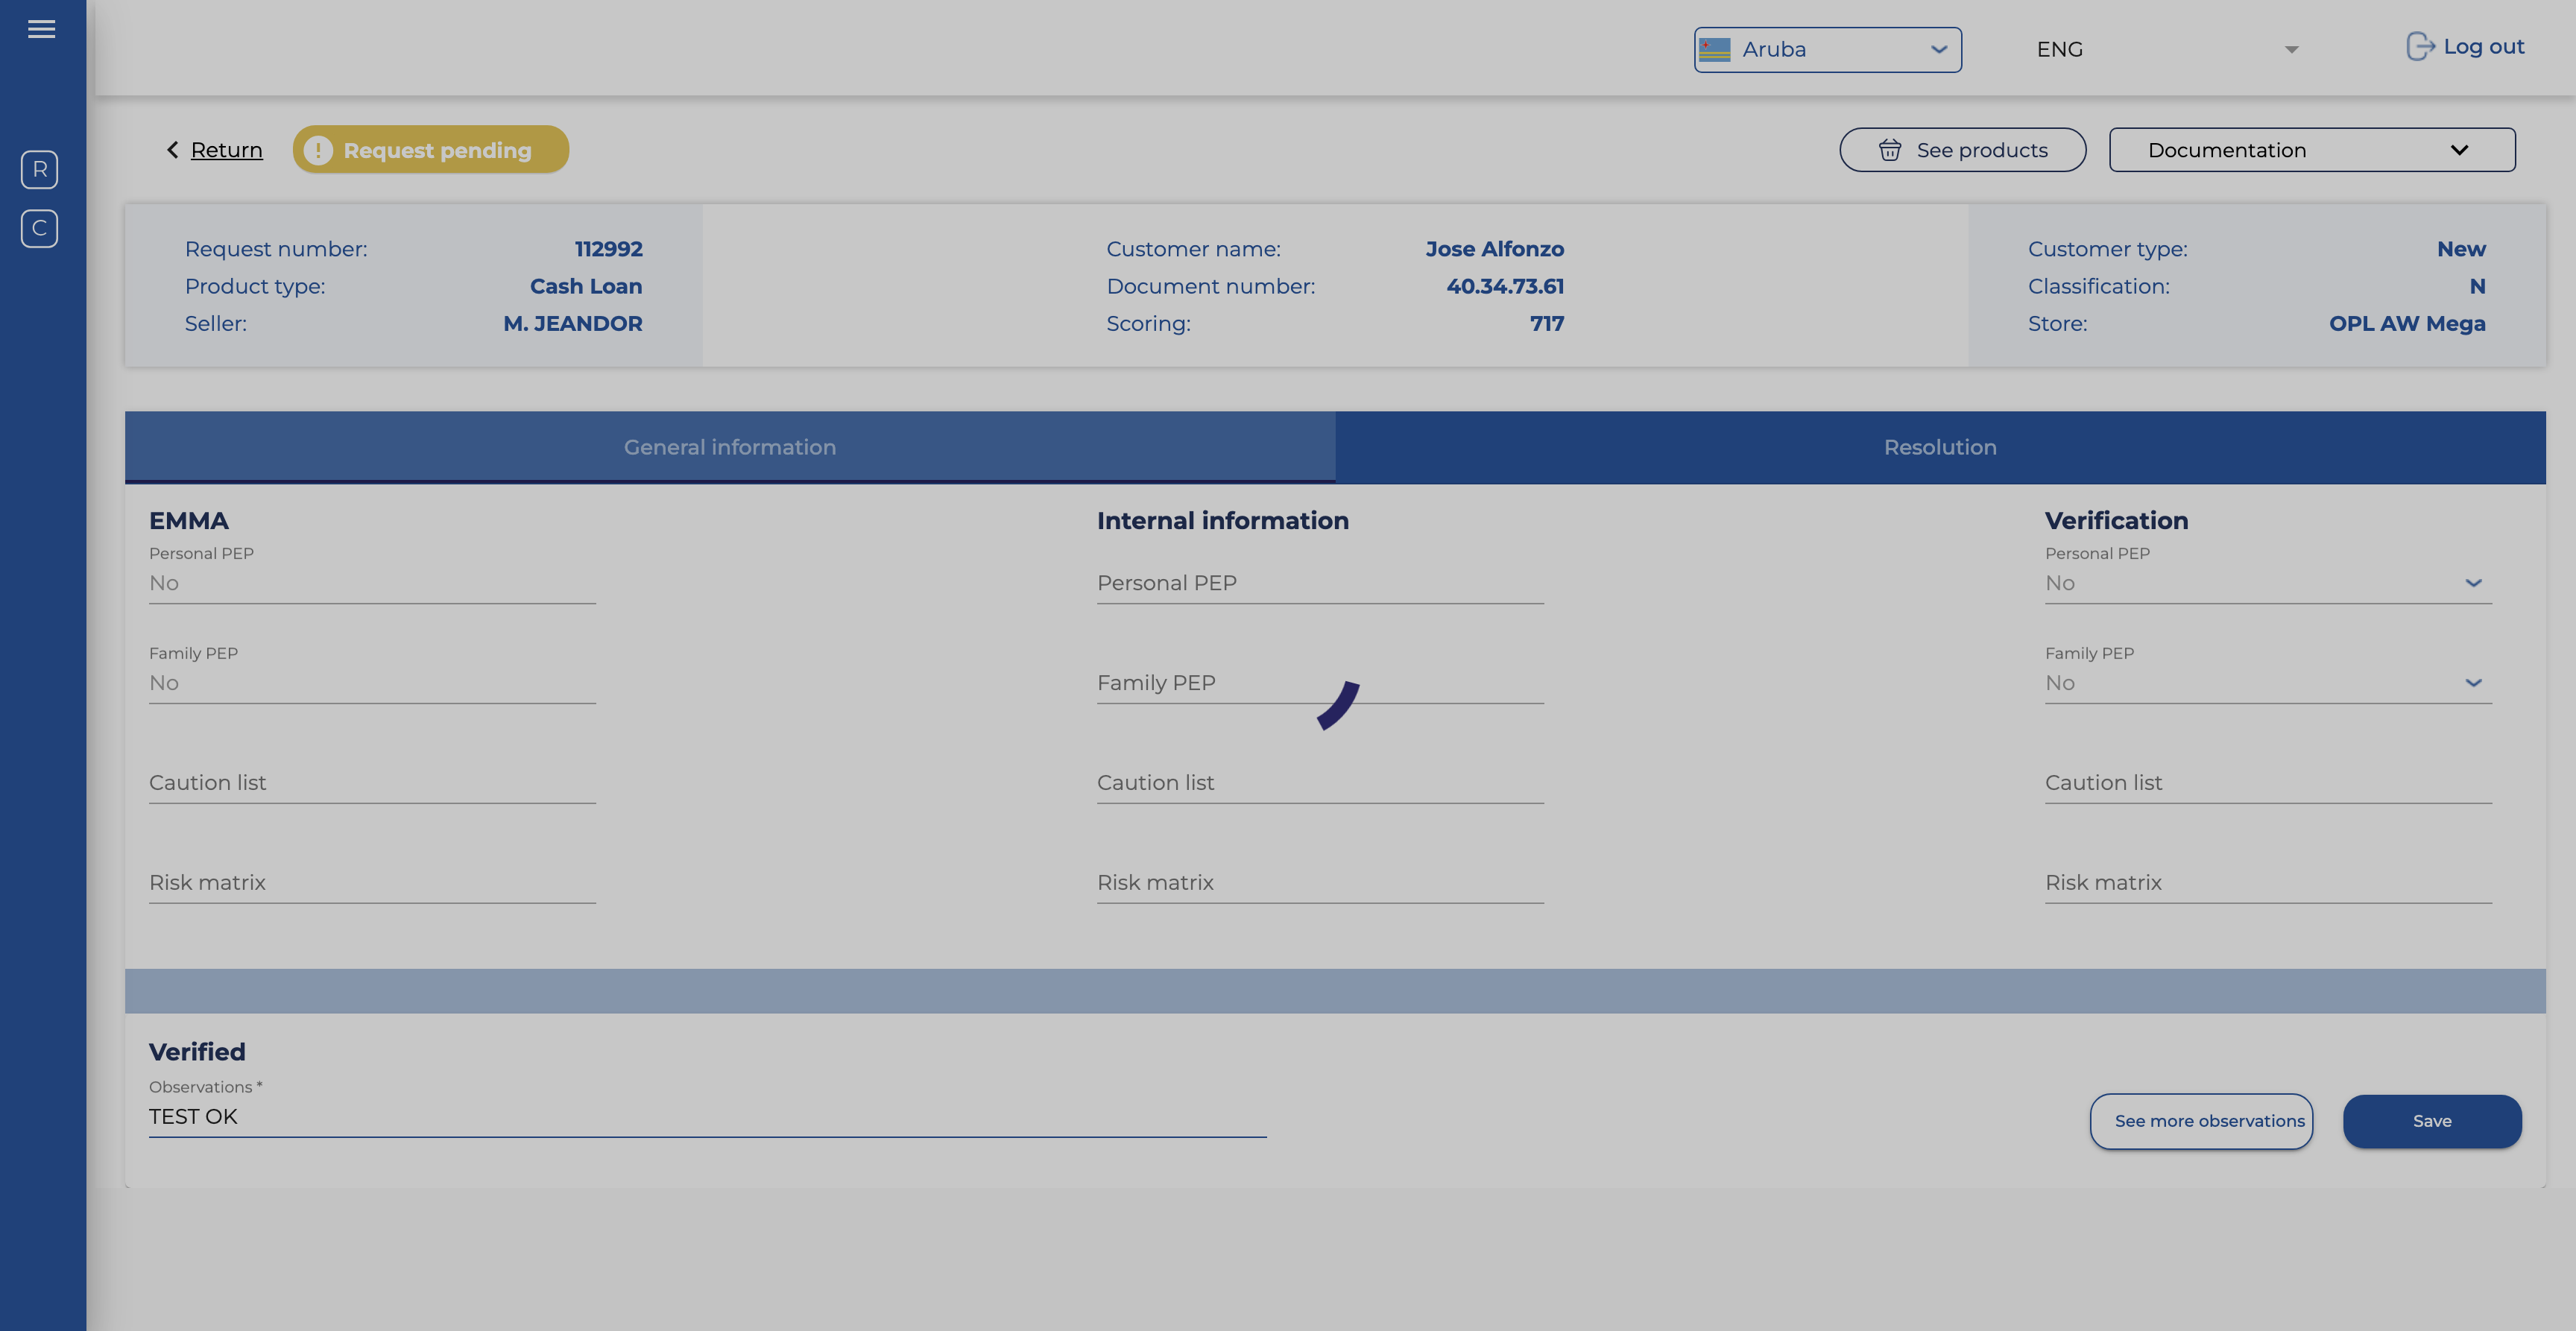 Aruba
ENG
Log out
R
C
Return
Request pending
See products
Documentation
Request number: 112992
Product type: Cash Loan
Seller: M. JEANDOR
Customer name: Jose Alfonzo
Document number: 40.34.73.61
Scoring: 717
Customer type: New
Classification: N
Store: OPL AW Mega
General information
Resolution
EMMA
Personal PEP
No
Family PEP
No
Caution list
Risk matrix
Internal information
Personal PEP
Family PEP
Caution list
Risk matrix
Verification
Personal PEP
No
Family PEP
No
Caution list
Risk matrix
Verified
Observations *
TEST OK
See more observations
Save